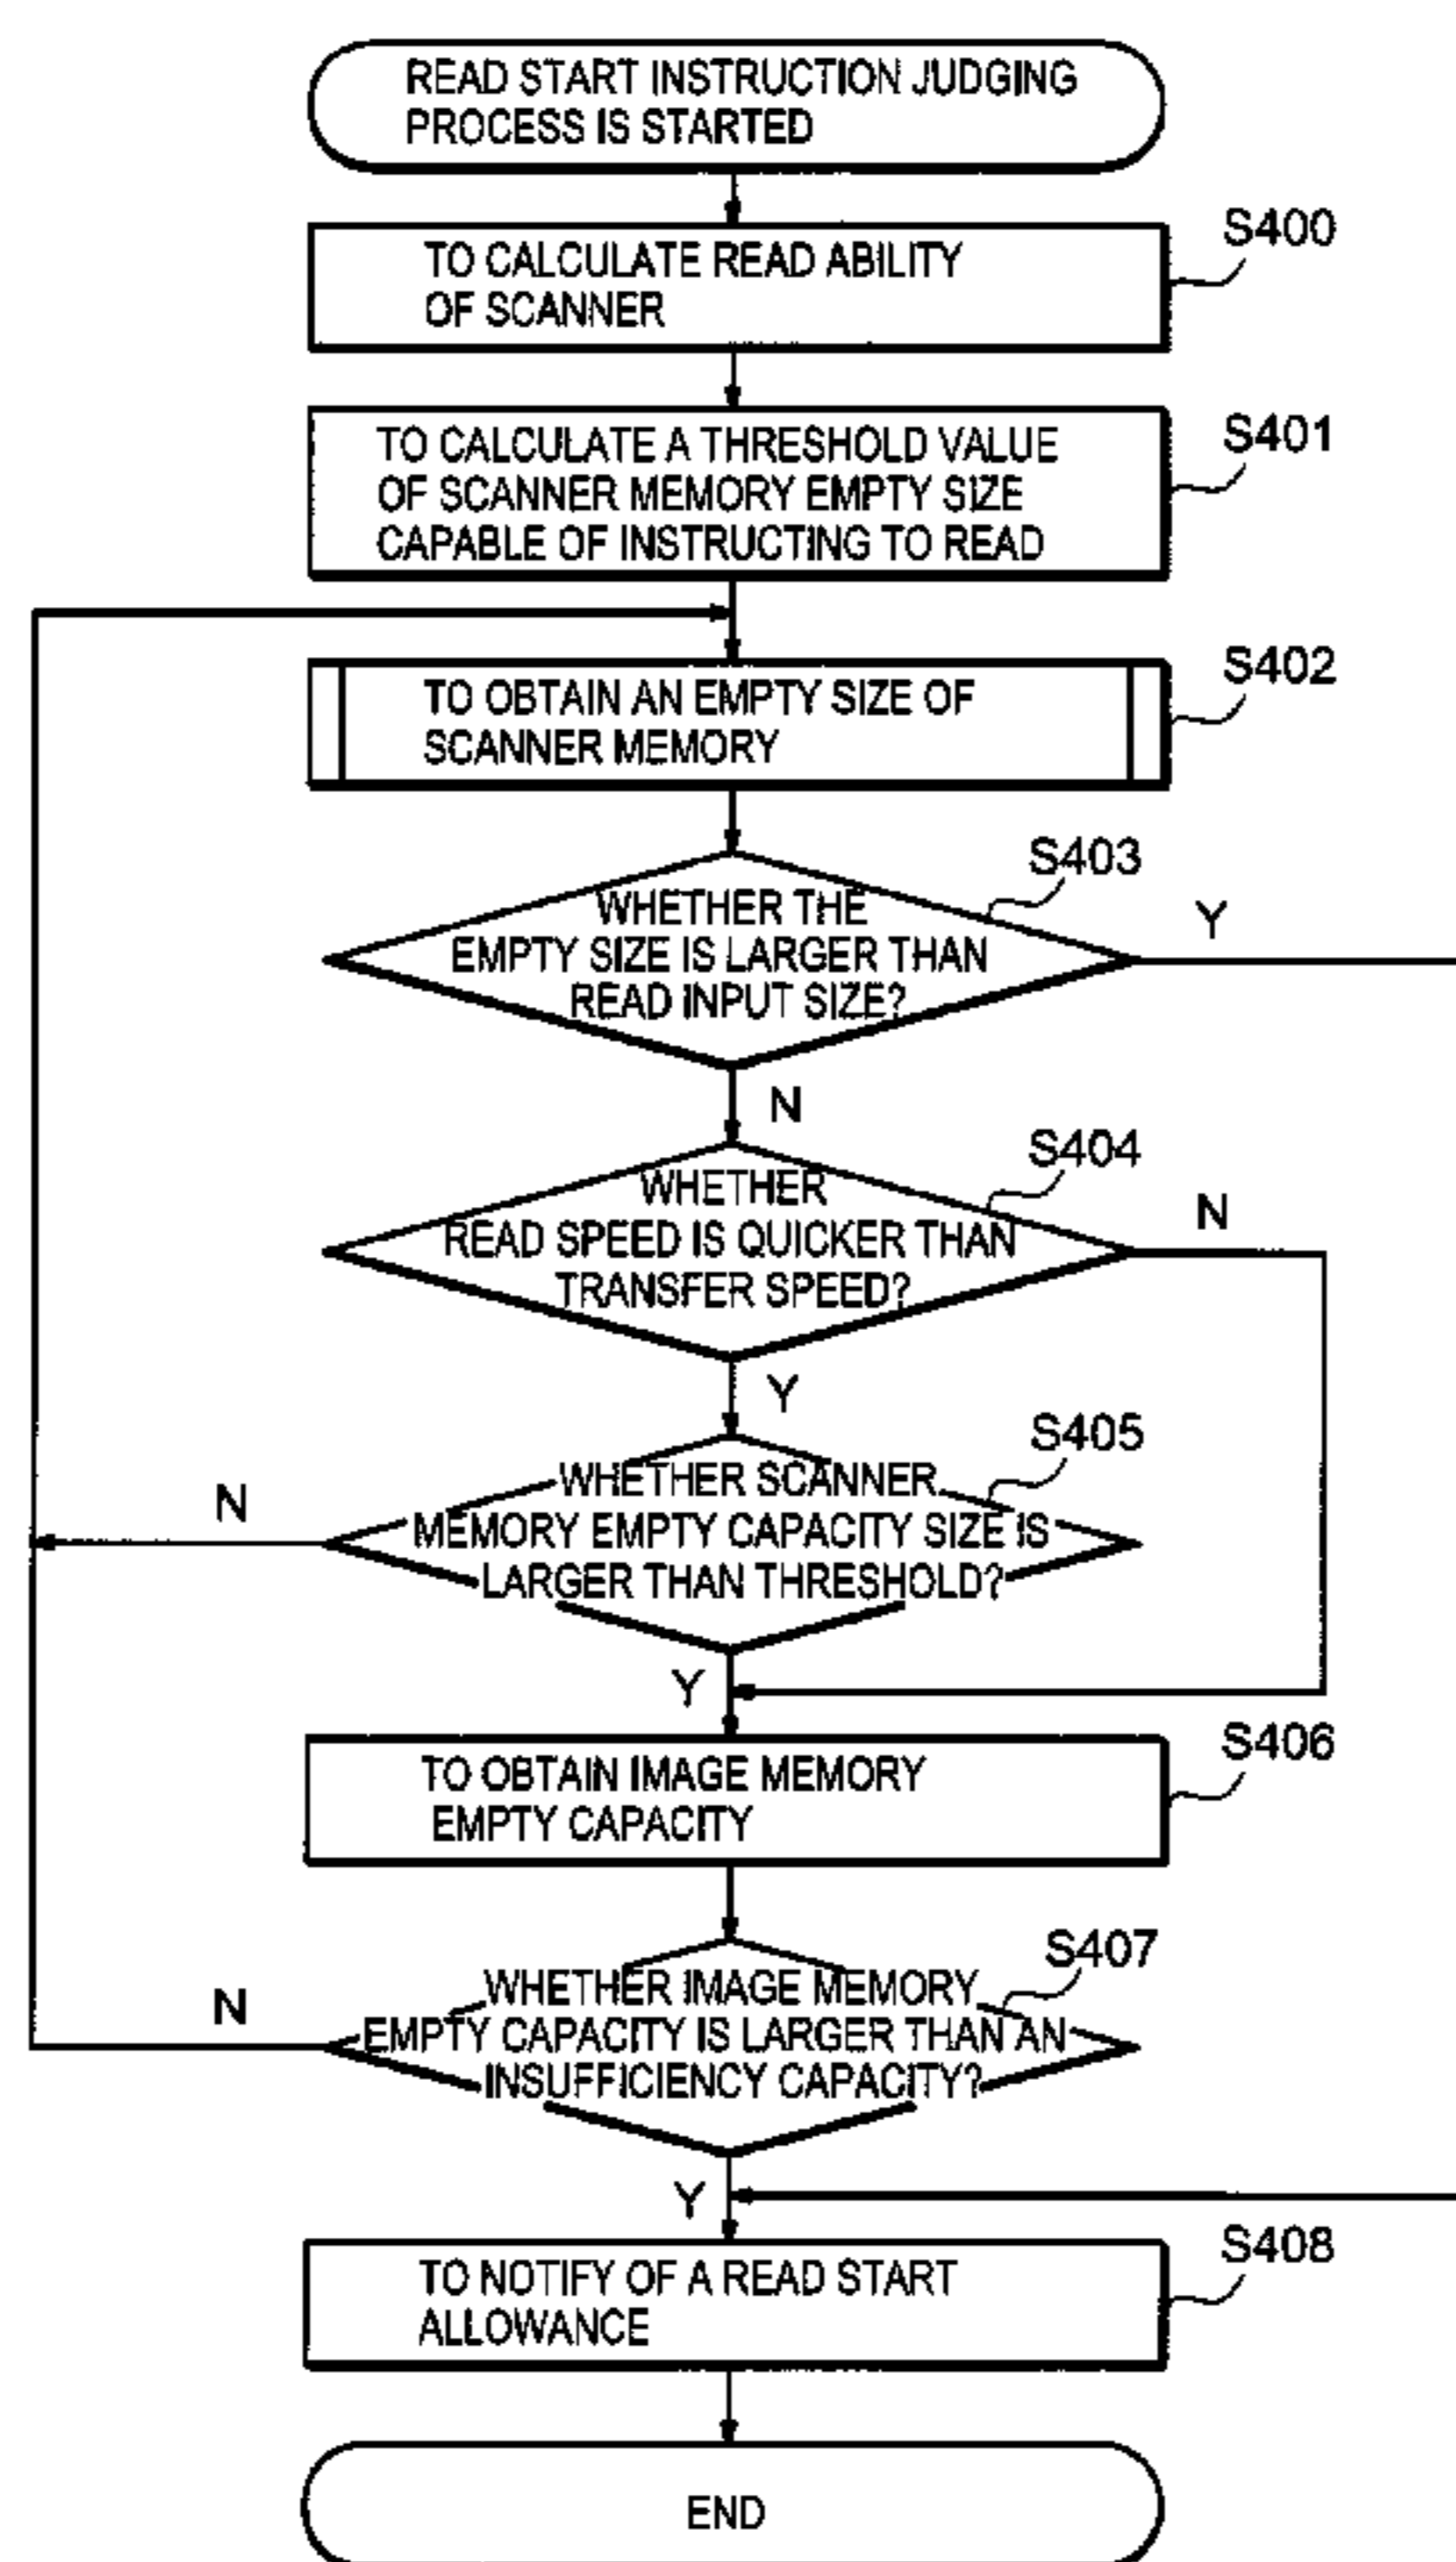 READ START INSTRUCTION JUDGING
PROCESS IS STARTED
S400
TO CALCULATE READ ABILITY
OF SCANNER
S401
TO CALCULATE A THRESHOLD VALUE
OF SCANNER MEMORY EMPTY SIZE
CAPABLE OF INSTRUCTING TO READ
S402
TO OBTAIN AN EMPTY SIZE OF
SCANNER MEMORY
S403
WHETHER THE
EMPTY SIZE IS LARGER THAN
READ INPUT SIZE?
Y
N
S404
WHETHER
READ SPEED IS QUICKER THAN
TRANSFER SPEED?
N
Y
S405
WHETHER SCANNER
MEMORY EMPTY CAPACITY SIZE IS
LARGER THAN THRESHOLD?
N
Y
S406
TO OBTAIN IMAGE MEMORY
EMPTY CAPACITY
S407
WHETHER IMAGE MEMORY
EMPTY CAPACITY IS LARGER THAN AN
INSUFFICIENCY CAPACITY?
N
Y
S408
TO NOTIFY OF A READ START
ALLOWANCE
END